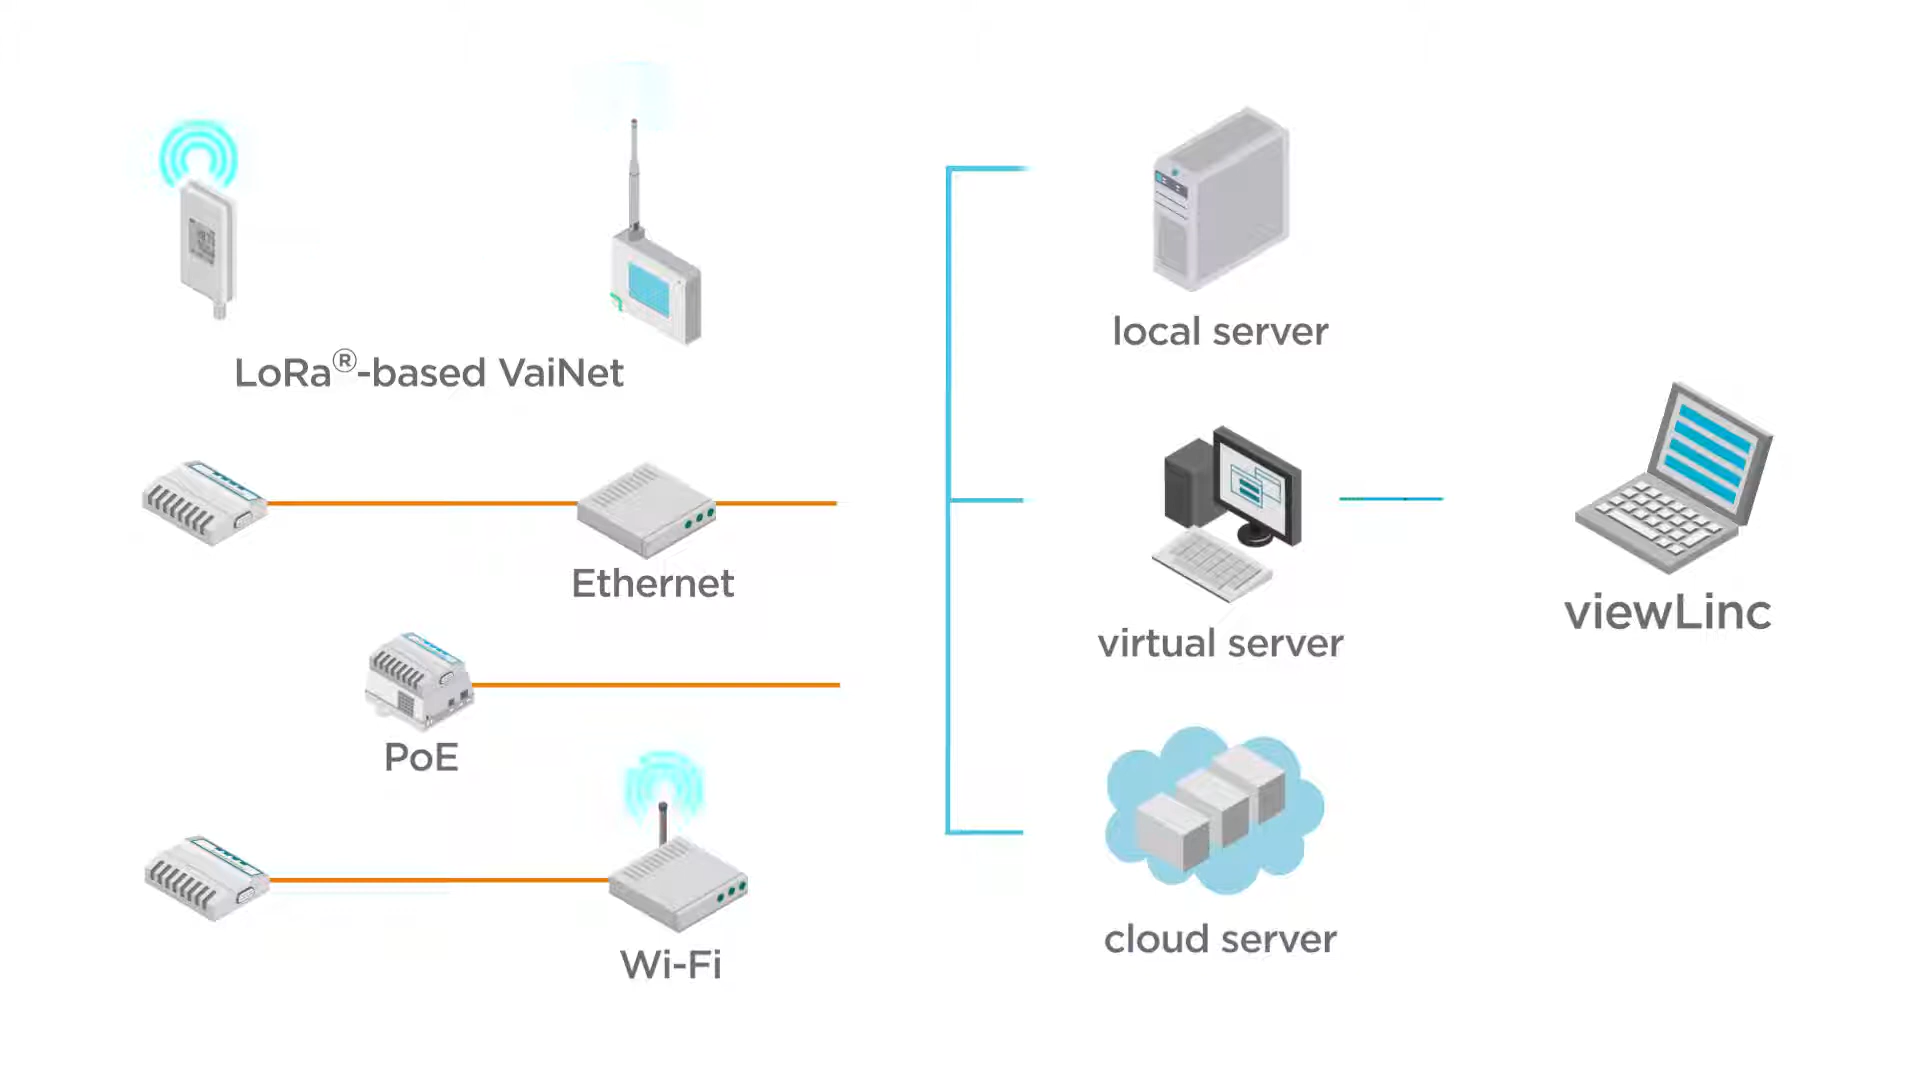 LoRa®-based VaiNet
Ethernet
PoE
Wi-Fi
local server
virtual server
cloud server
viewLinc